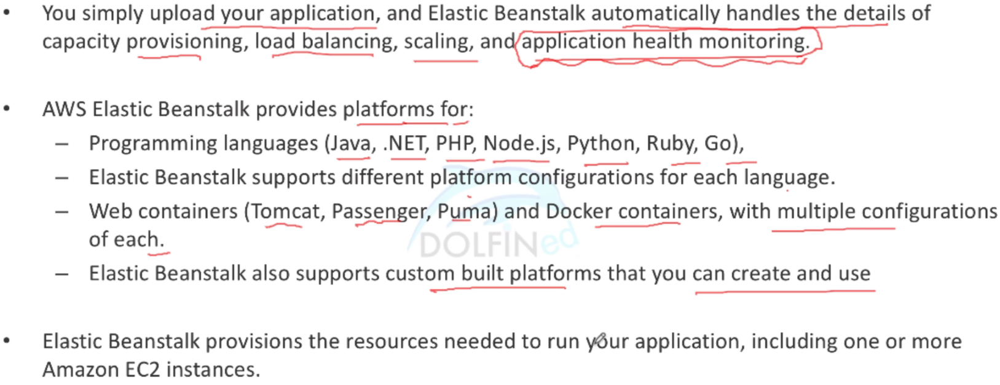 • You simply upload your application, and Elastic Beanstalk automatically handles the details of
capacity provisioning, load balancing, scaling, and application health monitoring.
• AWS Elastic Beanstalk provides platforms for:
– Programming languages (Java, .NET, PHP, Node.js, Python, Ruby, Go),
– Elastic Beanstalk supports different platform configurations for each language.
– Web containers (Tomcat, Passenger, Puma) and Docker containers, with multiple configurations
of each.
DOLFINed
– Elastic Beanstalk also supports custom built platforms that you can create and use
• Elastic Beanstalk provisions the resources needed to run your application, including one or more
Amazon EC2 instances.